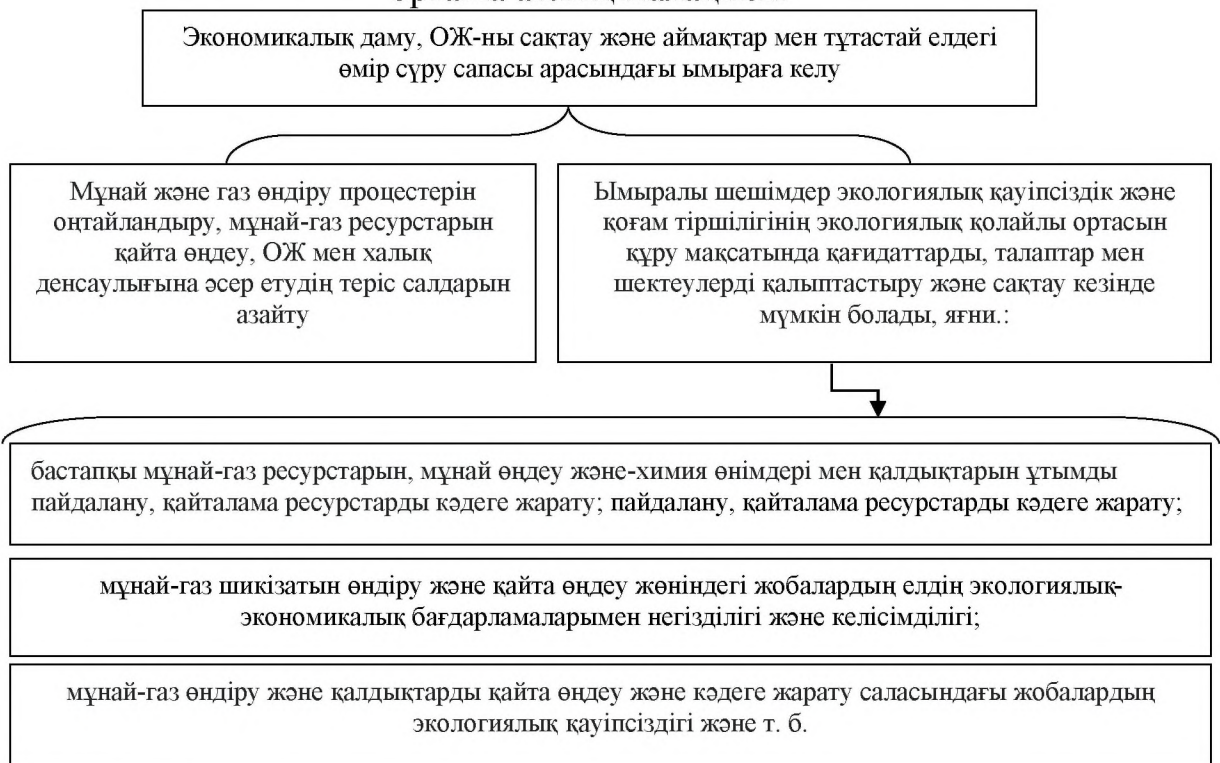 Экономикалық даму, ОЖ-ны сақтау және аймақтар мен тұтастай елдегі
өмір сүру сапасы арасындағы ымыраға келу
Мұнай және газ өндіру процестерін
оңтайландыру, мұнай-газ ресурстарын
қайта өңдеу, ОЖ мен халық
денсаулығына әсер етудің теріс салдарын
азайту
Ымыралы шешімдер экологиялық қауіпсіздік және
қоғам тіршілігінің экологиялық қолайлы ортасын
құру мақсатында қағидаттарды, талаптар мен
шектеулерді қалыптастыру және сақтау кезінде
мүмкін болады, яғни.:
бастапқы мұнай-газ ресурстарын, мұнай өңдеу және-химия өнімдері мен қалдықтарын ұтымды
пайдалану, қайталама ресурстарды кәдеге жарату; пайдалану, қайталама ресурстарды кәдеге жарату;
мұнай-газ шикізатын өндіру және қайта өңдеу жөніндегі жобалардың елдің экологиялық-
экономикалық бағдарламаларымен негізділігі және келісімділігі;
мұнай-газ өндіру және қалдықтарды қайта өңдеу және кәдеге жарату саласындағы жобалардың
экологиялық қауіпсіздігі және т. б.